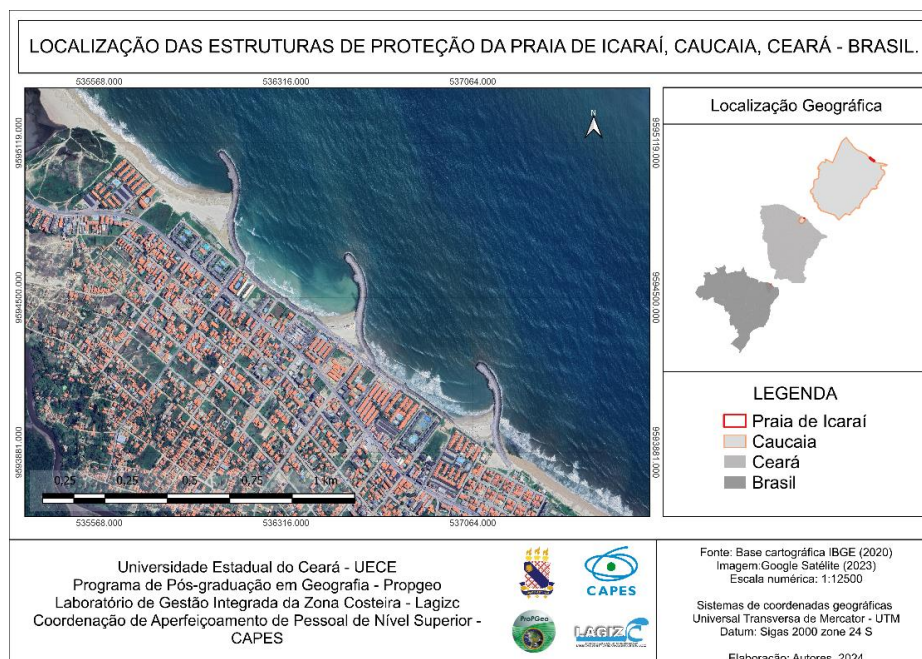 LOCALIZAÇÃO DAS ESTRUTURAS DE PROTEÇÃO DA PRAIA DE ICARAÍ, CAUCAIA, CEARÁ - BRASIL.
535568.000 536316.000 537064.000
9595119.000
9594500.000
9593881.000
N
0,25 0,5 0,75 1 km
535568.000 536316.000 537064.000
9595119.000
9594500.000
9593881.000
Localização Geográfica
LEGENDA
Praia de Icaraí
Caucaia
Ceará
Brasil
Universidade Estadual do Ceará - UECE
Programa de Pós-graduação em Geografia - Propgeo
Laboratório de Gestão Integrada da Zona Costeira - Lagizc
Coordenação de Aperfeiçoamento de Pessoal de Nível Superior -
CAPES
CAPES
ProPGeo
LAGIZC
Fonte: Base cartográfica IBGE (2020)
Imagem:Google Satélite (2023)
Escala numérica: 1:12500
Sistemas de coordenadas geográficas
Universal Transversa de Mercator - UTM
Datum: Sigas 2000 zone 24 S
Elaboração: Autores, 2024